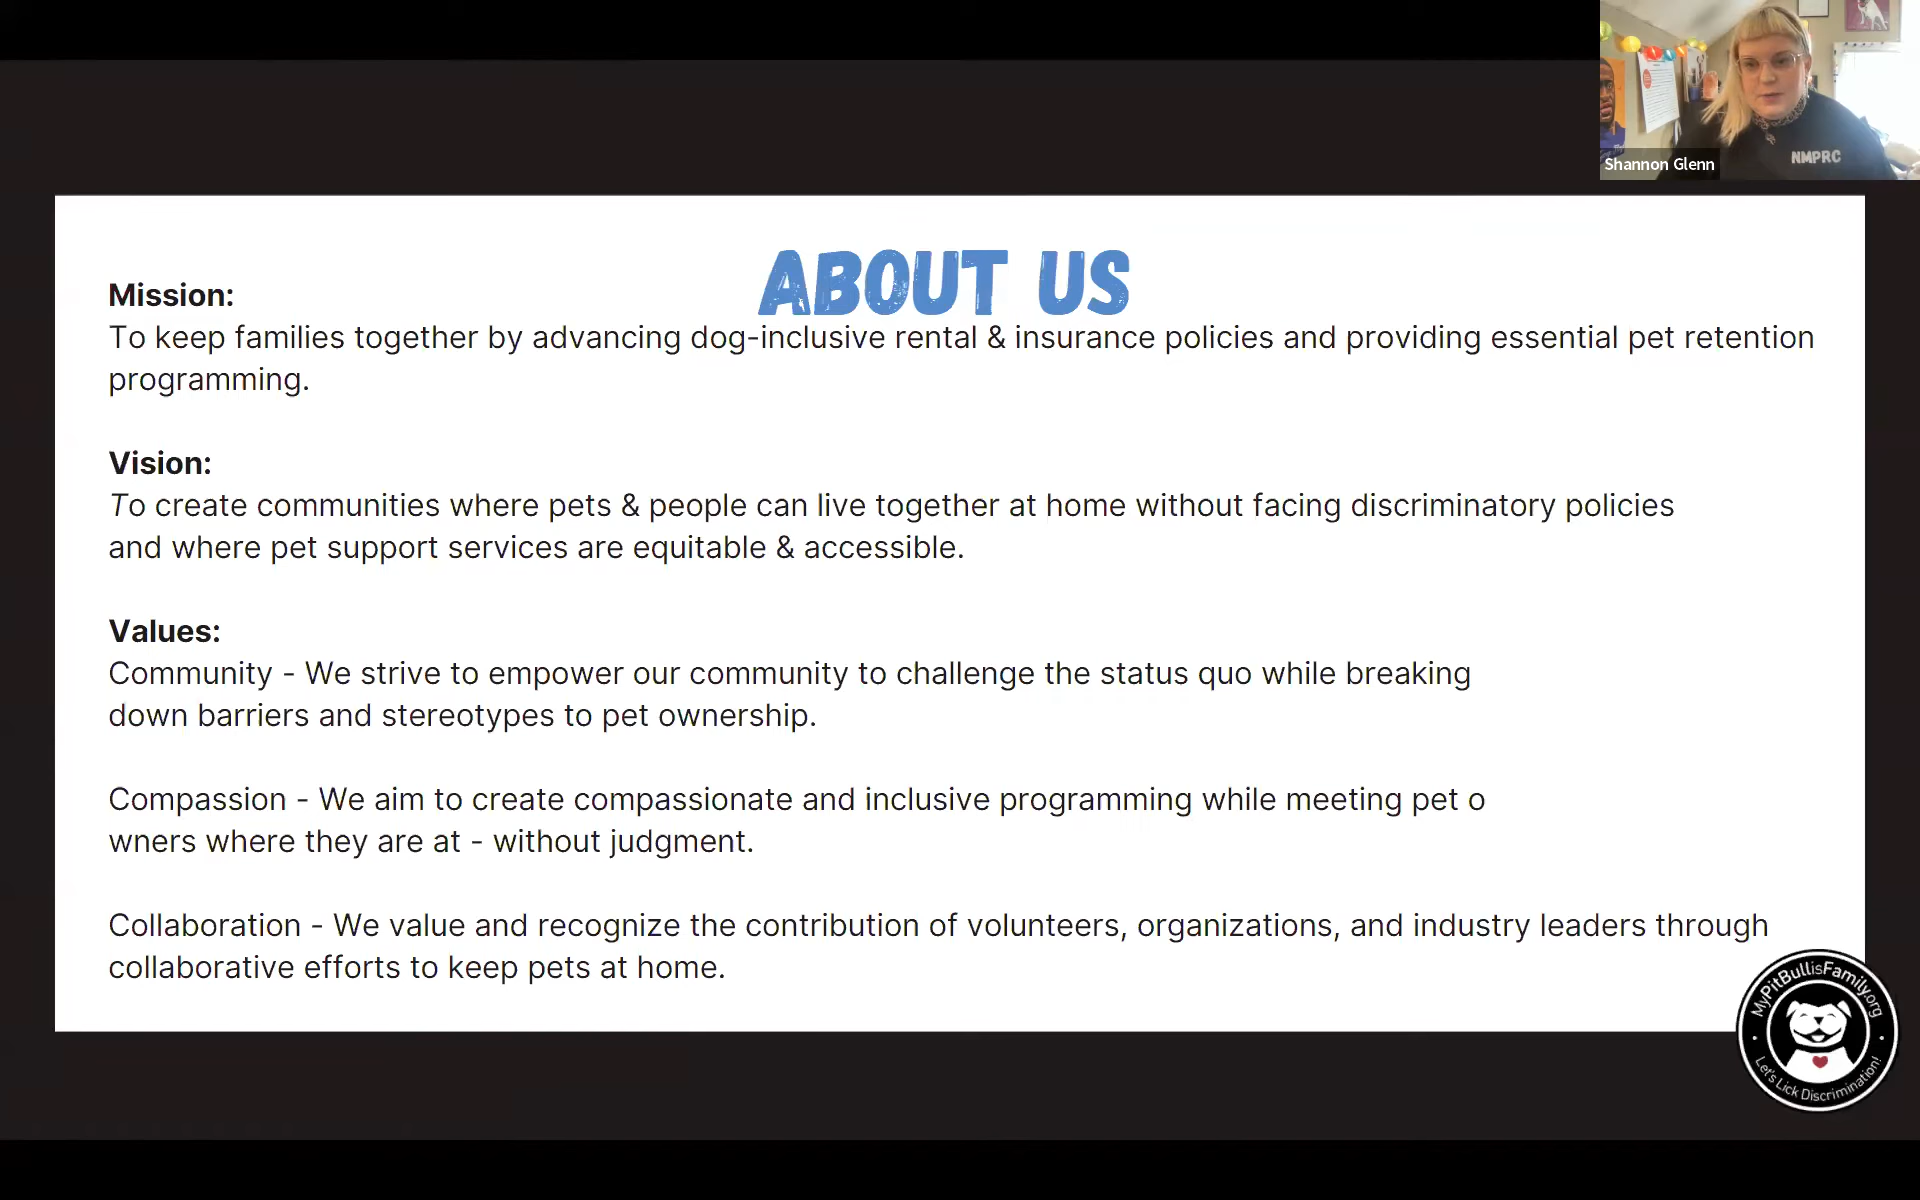 Shannon Glenn
NMPRC
ABOUT US
Mission:
To keep families together by advancing dog-inclusive rental & insurance policies and providing essential pet retention
programming.
Vision:
To create communities where pets & people can live together at home without facing discriminatory policies
and where pet support services are equitable & accessible.
Values:
Community - We strive to empower our community to challenge the status quo while breaking
down barriers and stereotypes to pet ownership.
Compassion - We aim to create compassionate and inclusive programming while meeting pet o
wners where they are at - without judgment.
Collaboration - We value and recognize the contribution of volunteers, organizations, and industry leaders through
collaborative efforts to keep pets at home.
MyPitBullisFamily.org
Let's Lick Discrimination!